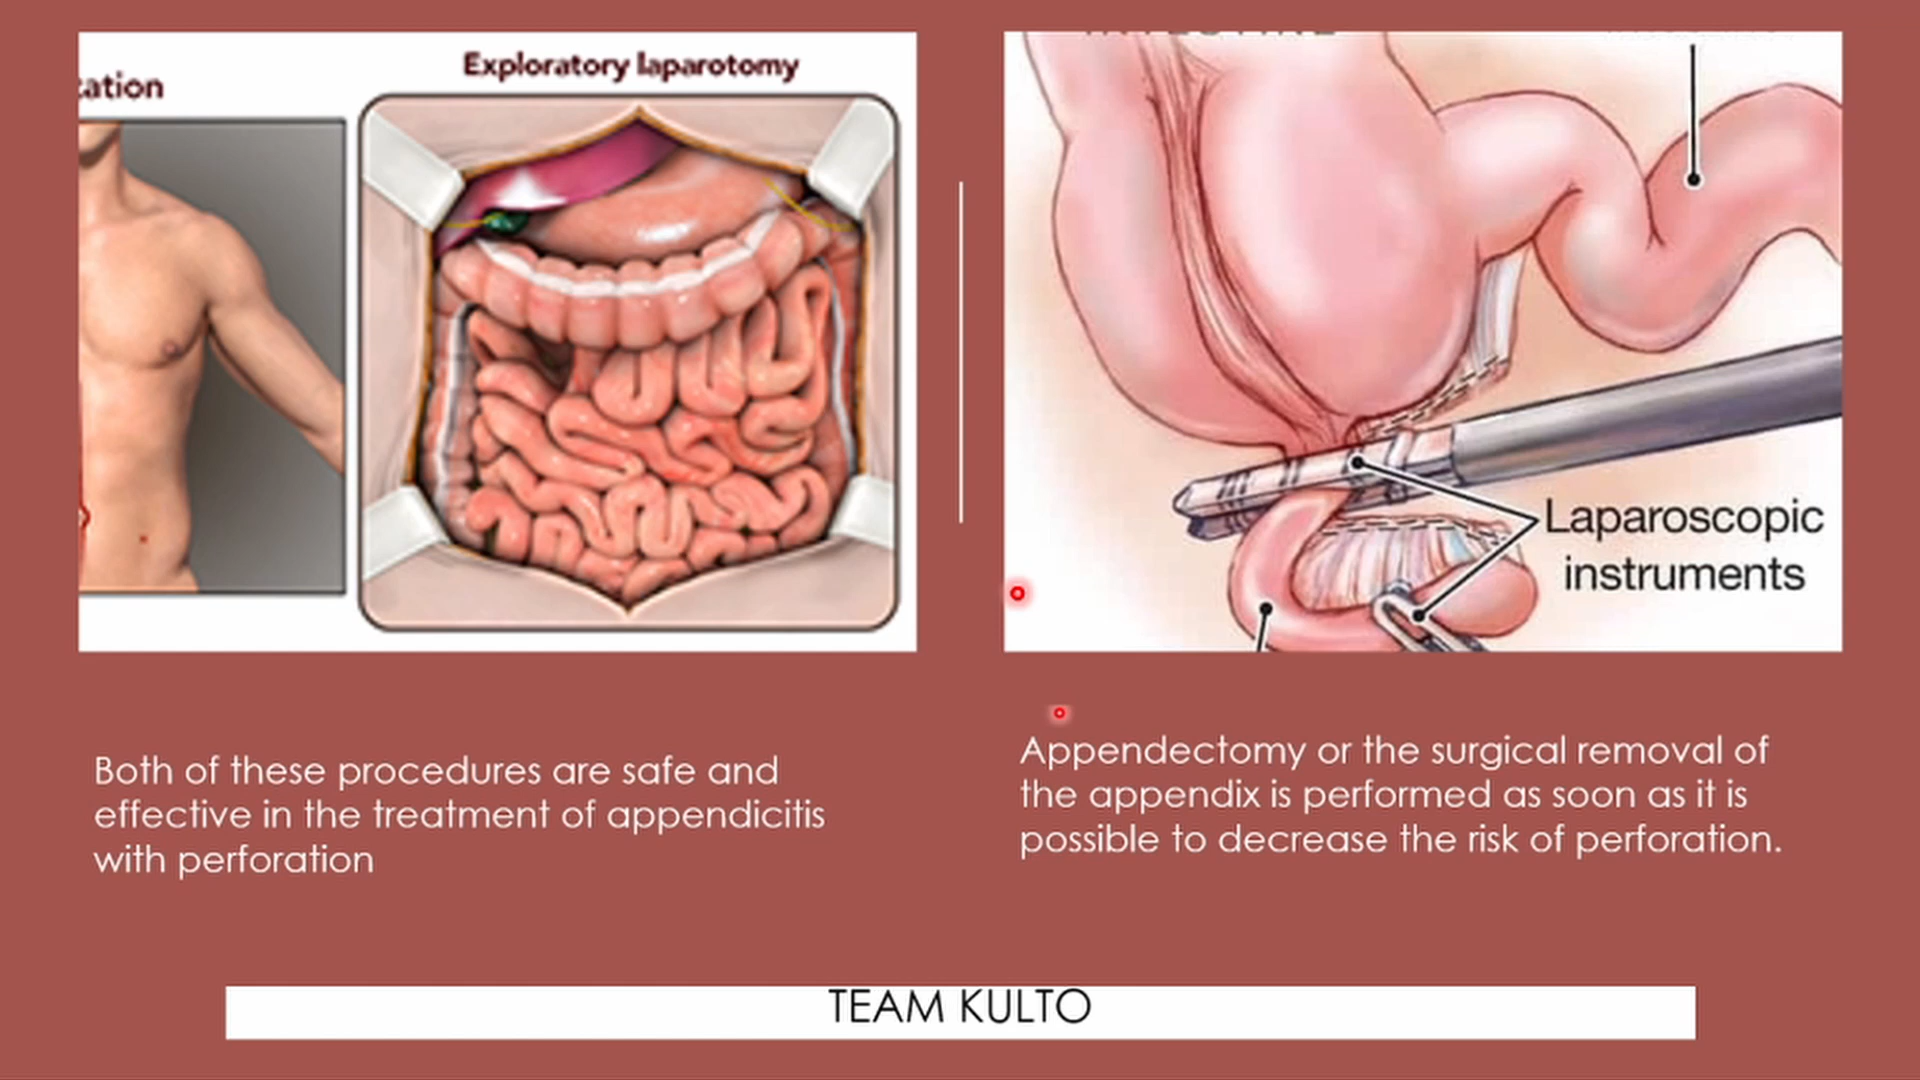 Exploratory laparotomy
Laparoscopic
instruments
Both of these procedures are safe and
effective in the treatment of appendicitis
with perforation
Appendectomy or the surgical removal of
the appendix is performed as soon as it is
possible to decrease the risk of perforation.
TEAM KULTO